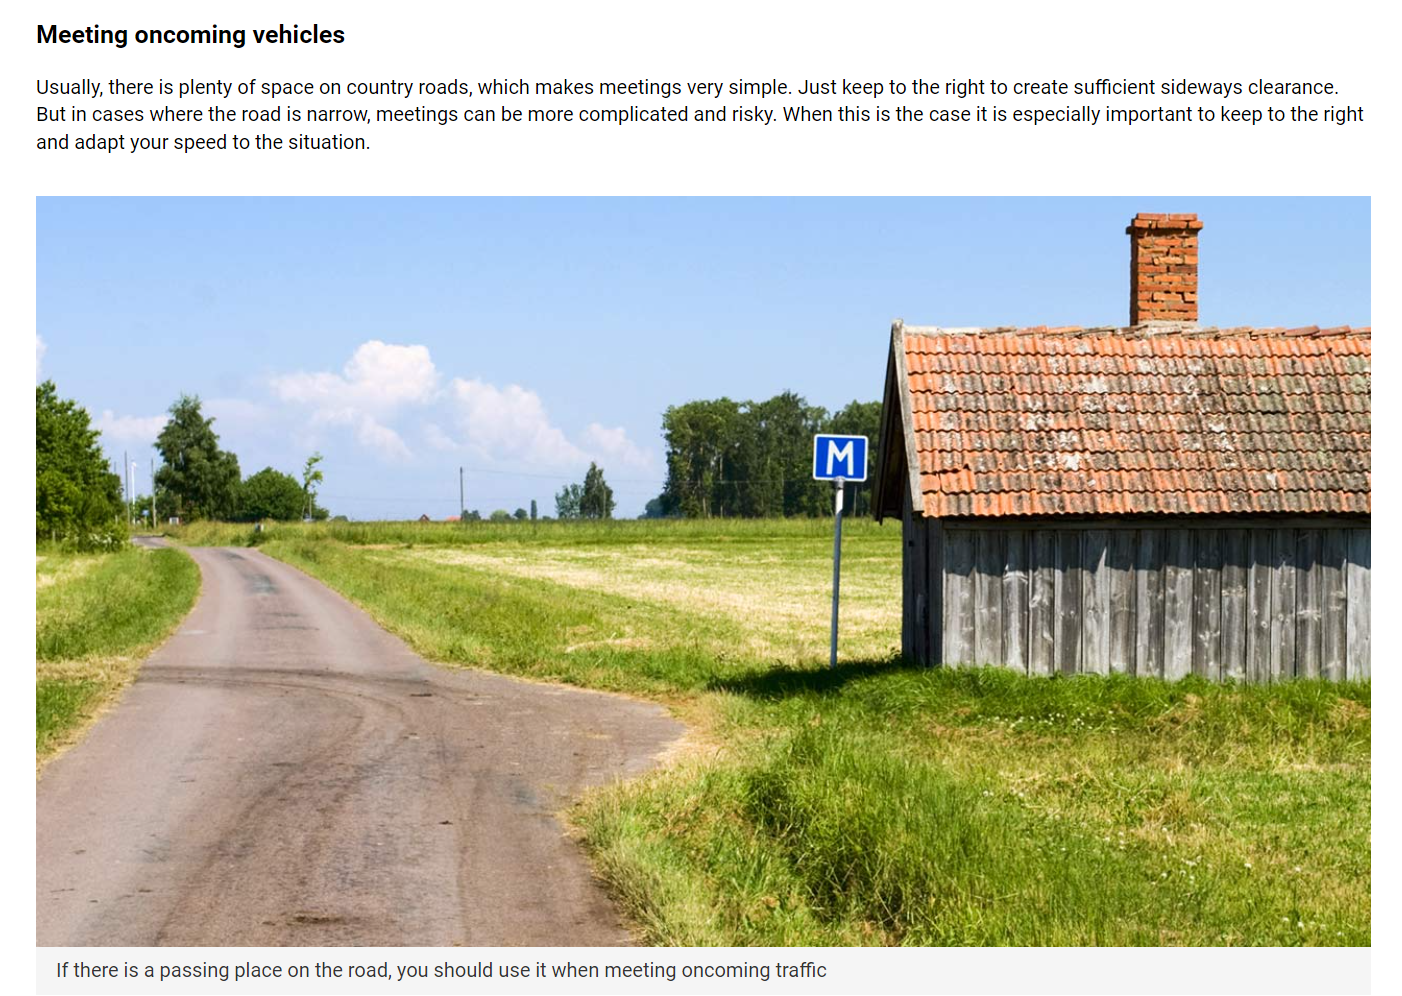 Meeting oncoming vehicles
Usually, there is plenty of space on country roads, which makes meetings very simple. Just keep to the right to create sufficient sideways clearance.
But in cases where the road is narrow, meetings can be more complicated and risky. When this is the case it is especially important to keep to the right
and adapt your speed to the situation.
M
If there is a passing place on the road, you should use it when meeting oncoming traffic